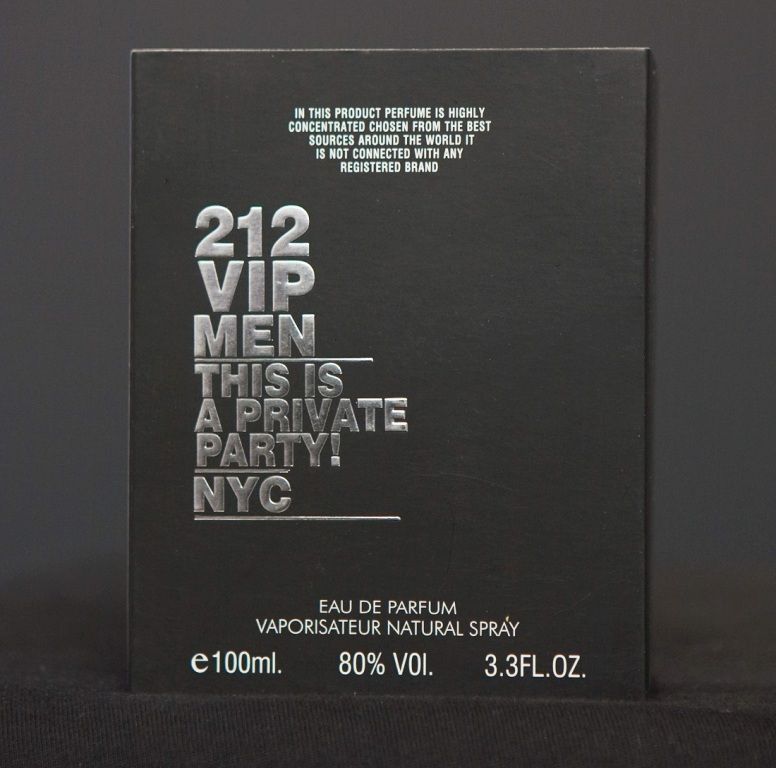 IN THIS PRODUCT PERFUME IS HIGHLY
CONCENTRATED CHOSEN FROM THE BEST
SOURCES AROUND THE WORLD IT
IS NOT CONNECTED WITH ANY
REGISTERED BRAND
212
VIP
MEN
THIS IS
A PRIVATE
PARTY!
NYC
EAU DE PARFUM
VAPORISATEUR NATURAL SPRAY
e100ml. 80% VOl. 3.3FL.OZ.